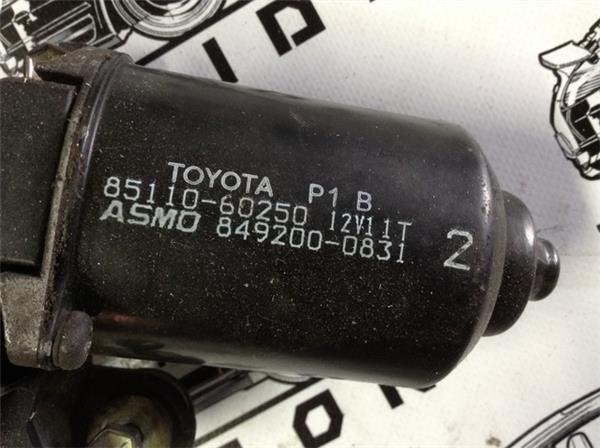 TOYOTA P1 B
85110-60250 12V11T
ASMO 849200-0831
2